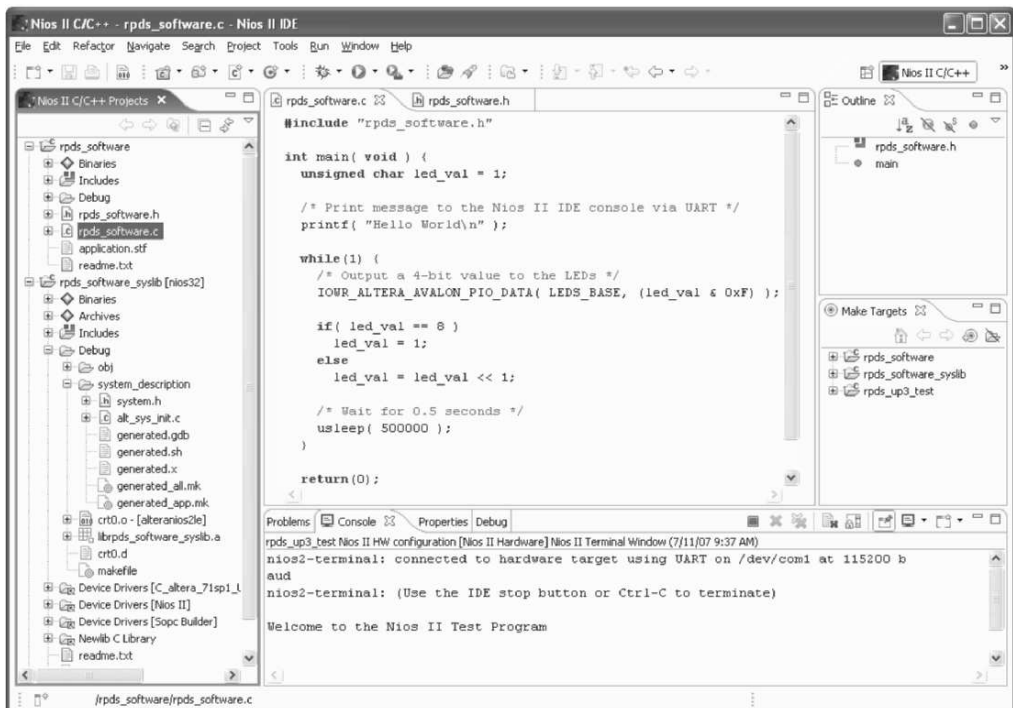 Nios II C/C++ - rpds_software.c - Nios II IDE
File Edit Refactor Navigate Search Project Tools Run Window Help
Nios II C/C++
Nios II C/C++ Projects
rpds_software
Binaries
Includes
Debug
rpds_software.h
rpds_software.c
application.stf
readme.txt
rpds_software_syslib [nios32]
Binaries
Archives
Includes
Debug
obj
system_description
system.h
alt_sys_init.c
generated.gdb
generated.sh
generated.x
generated_all.mk
generated_app.mk
crt0.o - [alteranios2le]
librpds_software_syslib.a
crt0.d
makefile
Device Drivers [C_altera_71sp1_
Device Drivers [Nios II]
Device Drivers [Sopc Builder]
Newlib C Library
readme.txt
rpds_software.c rpds_software.h
#include "rpds_software.h"
int main( void ) {
unsigned char led_val = 1;
/* Print message to the Nios II IDE console via UART */
printf( "Hello World\n" );
while(1) {
/* Output a 4-bit value to the LEDs */
IOWR_ALTERA_AVALON_PIO_DATA( LEDS_BASE, (led_val & 0xF) );
if( led_val == 8 )
led_val = 1;
else
led_val = led_val << 1;
/* Wait for 0.5 seconds */
usleep( 500000 );
}
return(0);
Outline
rpds_software.h
main
Make Targets
rpds_software
rpds_software_syslib
rpds_up3_test
Problems Console Properties Debug
rpds_up3_test Nios II HW configuration [Nios II Hardware] Nios II Terminal Window (7/11/07 9:37 AM)
nios2-terminal: connected to hardware target using UART on /dev/com1 at 115200 b
aud
nios2-terminal: (Use the IDE stop button or Ctrl-C to terminate)
Welcome to the Nios II Test Program
/rpds_software/rpds_software.c